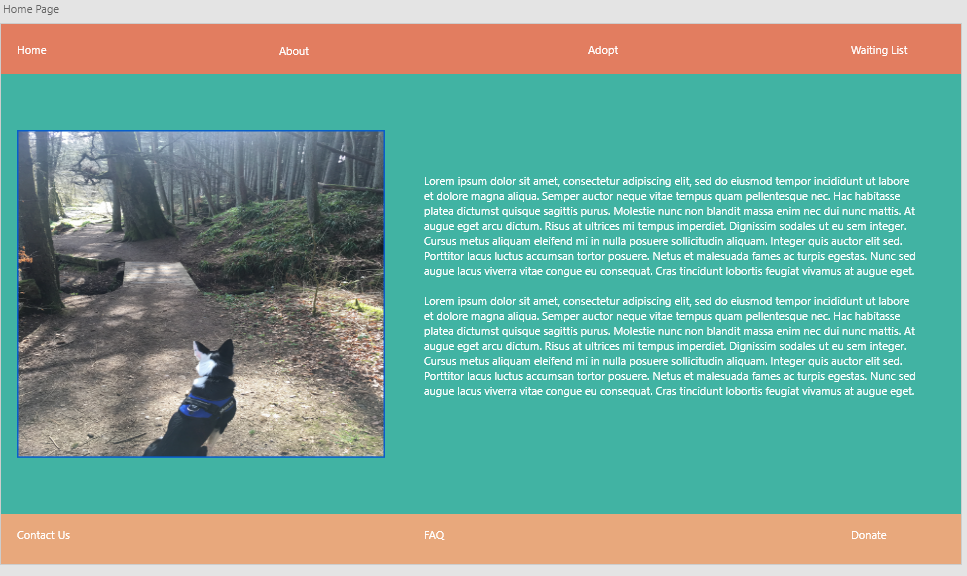 Home Page
Home
About
Adopt
Waiting List
Lorem ipsum dolor sit amet, consectetur adipiscing elit, sed do eiusmod tempor incididunt ut labore
et dolore magna aliqua. Semper auctor neque vitae tempus quam pellentesque nec. Hac habitasse
platea dictumst quisque sagittis purus. Molestie nunc non blandit massa enim nec dui nunc mattis. At
augue eget arcu dictum. Risus at ultrices mi tempus imperdiet. Dignissim sodales ut eu sem integer.
Cursus metus aliquam eleifend mi in nulla posuere sollicitudin aliquam. Integer quis auctor elit sed.
Porttitor lacus luctus accumsan tortor posuere. Netus et malesuada fames ac turpis egestas. Nunc sed
augue lacus viverra vitae congue eu consequat. Cras tincidunt lobortis feugiat vivamus at augue eget.
Lorem ipsum dolor sit amet, consectetur adipiscing elit, sed do eiusmod tempor incididunt ut labore
et dolore magna aliqua. Semper auctor neque vitae tempus quam pellentesque nec. Hac habitasse
platea dictumst quisque sagittis purus. Molestie nunc non blandit massa enim nec dui nunc mattis. At
augue eget arcu dictum. Risus at ultrices mi tempus imperdiet. Dignissim sodales ut eu sem integer.
Cursus metus aliquam eleifend mi in nulla posuere sollicitudin aliquam. Integer quis auctor elit sed.
Porttitor lacus luctus accumsan tortor posuere. Netus et malesuada fames ac turpis egestas. Nunc sed
augue lacus viverra vitae congue eu consequat. Cras tincidunt lobortis feugiat vivamus at augue eget.
Contact Us
FAQ
Donate